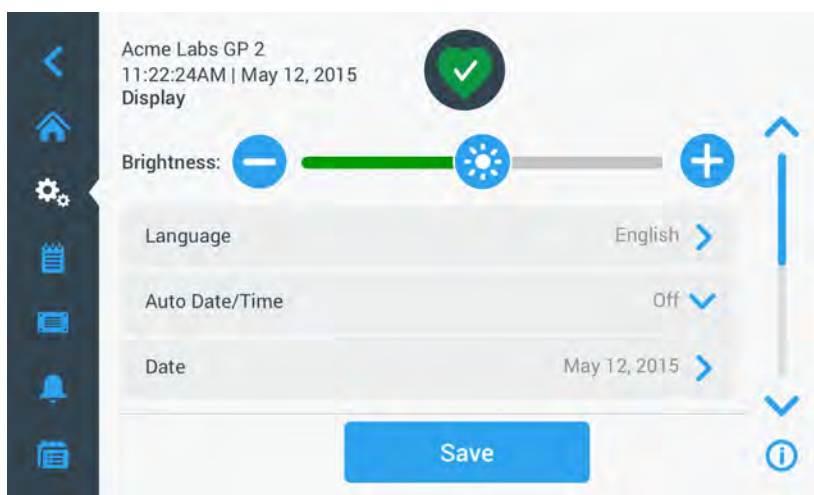 Acme Labs GP 2
11:22:24AM | May 12, 2015
Display
Brightness:
Language English
Auto Date/Time Off
Date May 12, 2015
Save